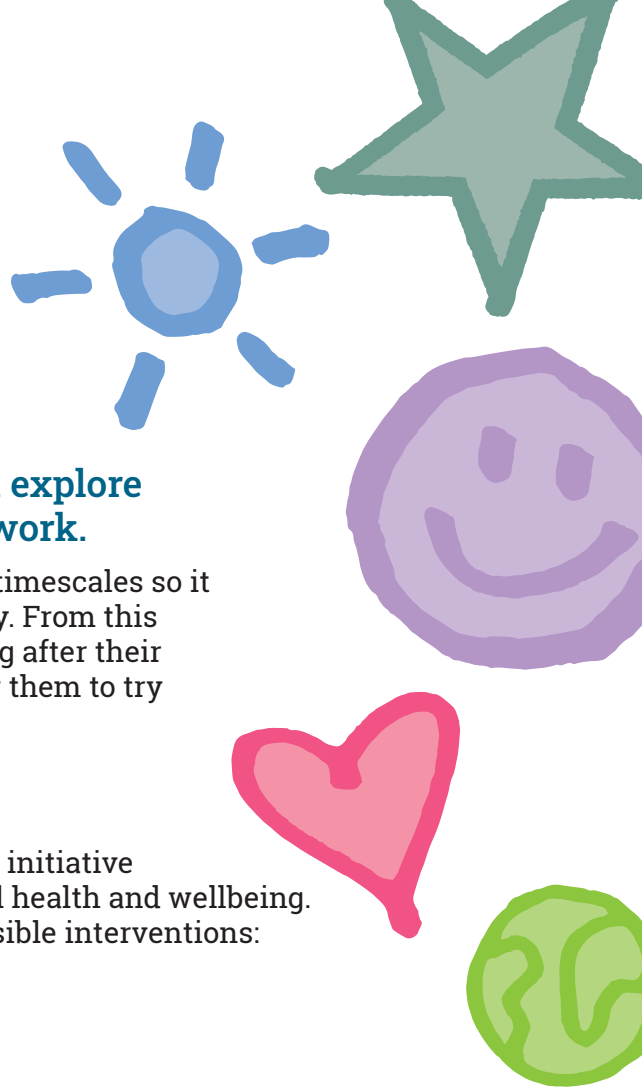 explore
work.
timescales so it
y. From this
g after their
them to try
initiative
health and wellbeing.
sible interventions: